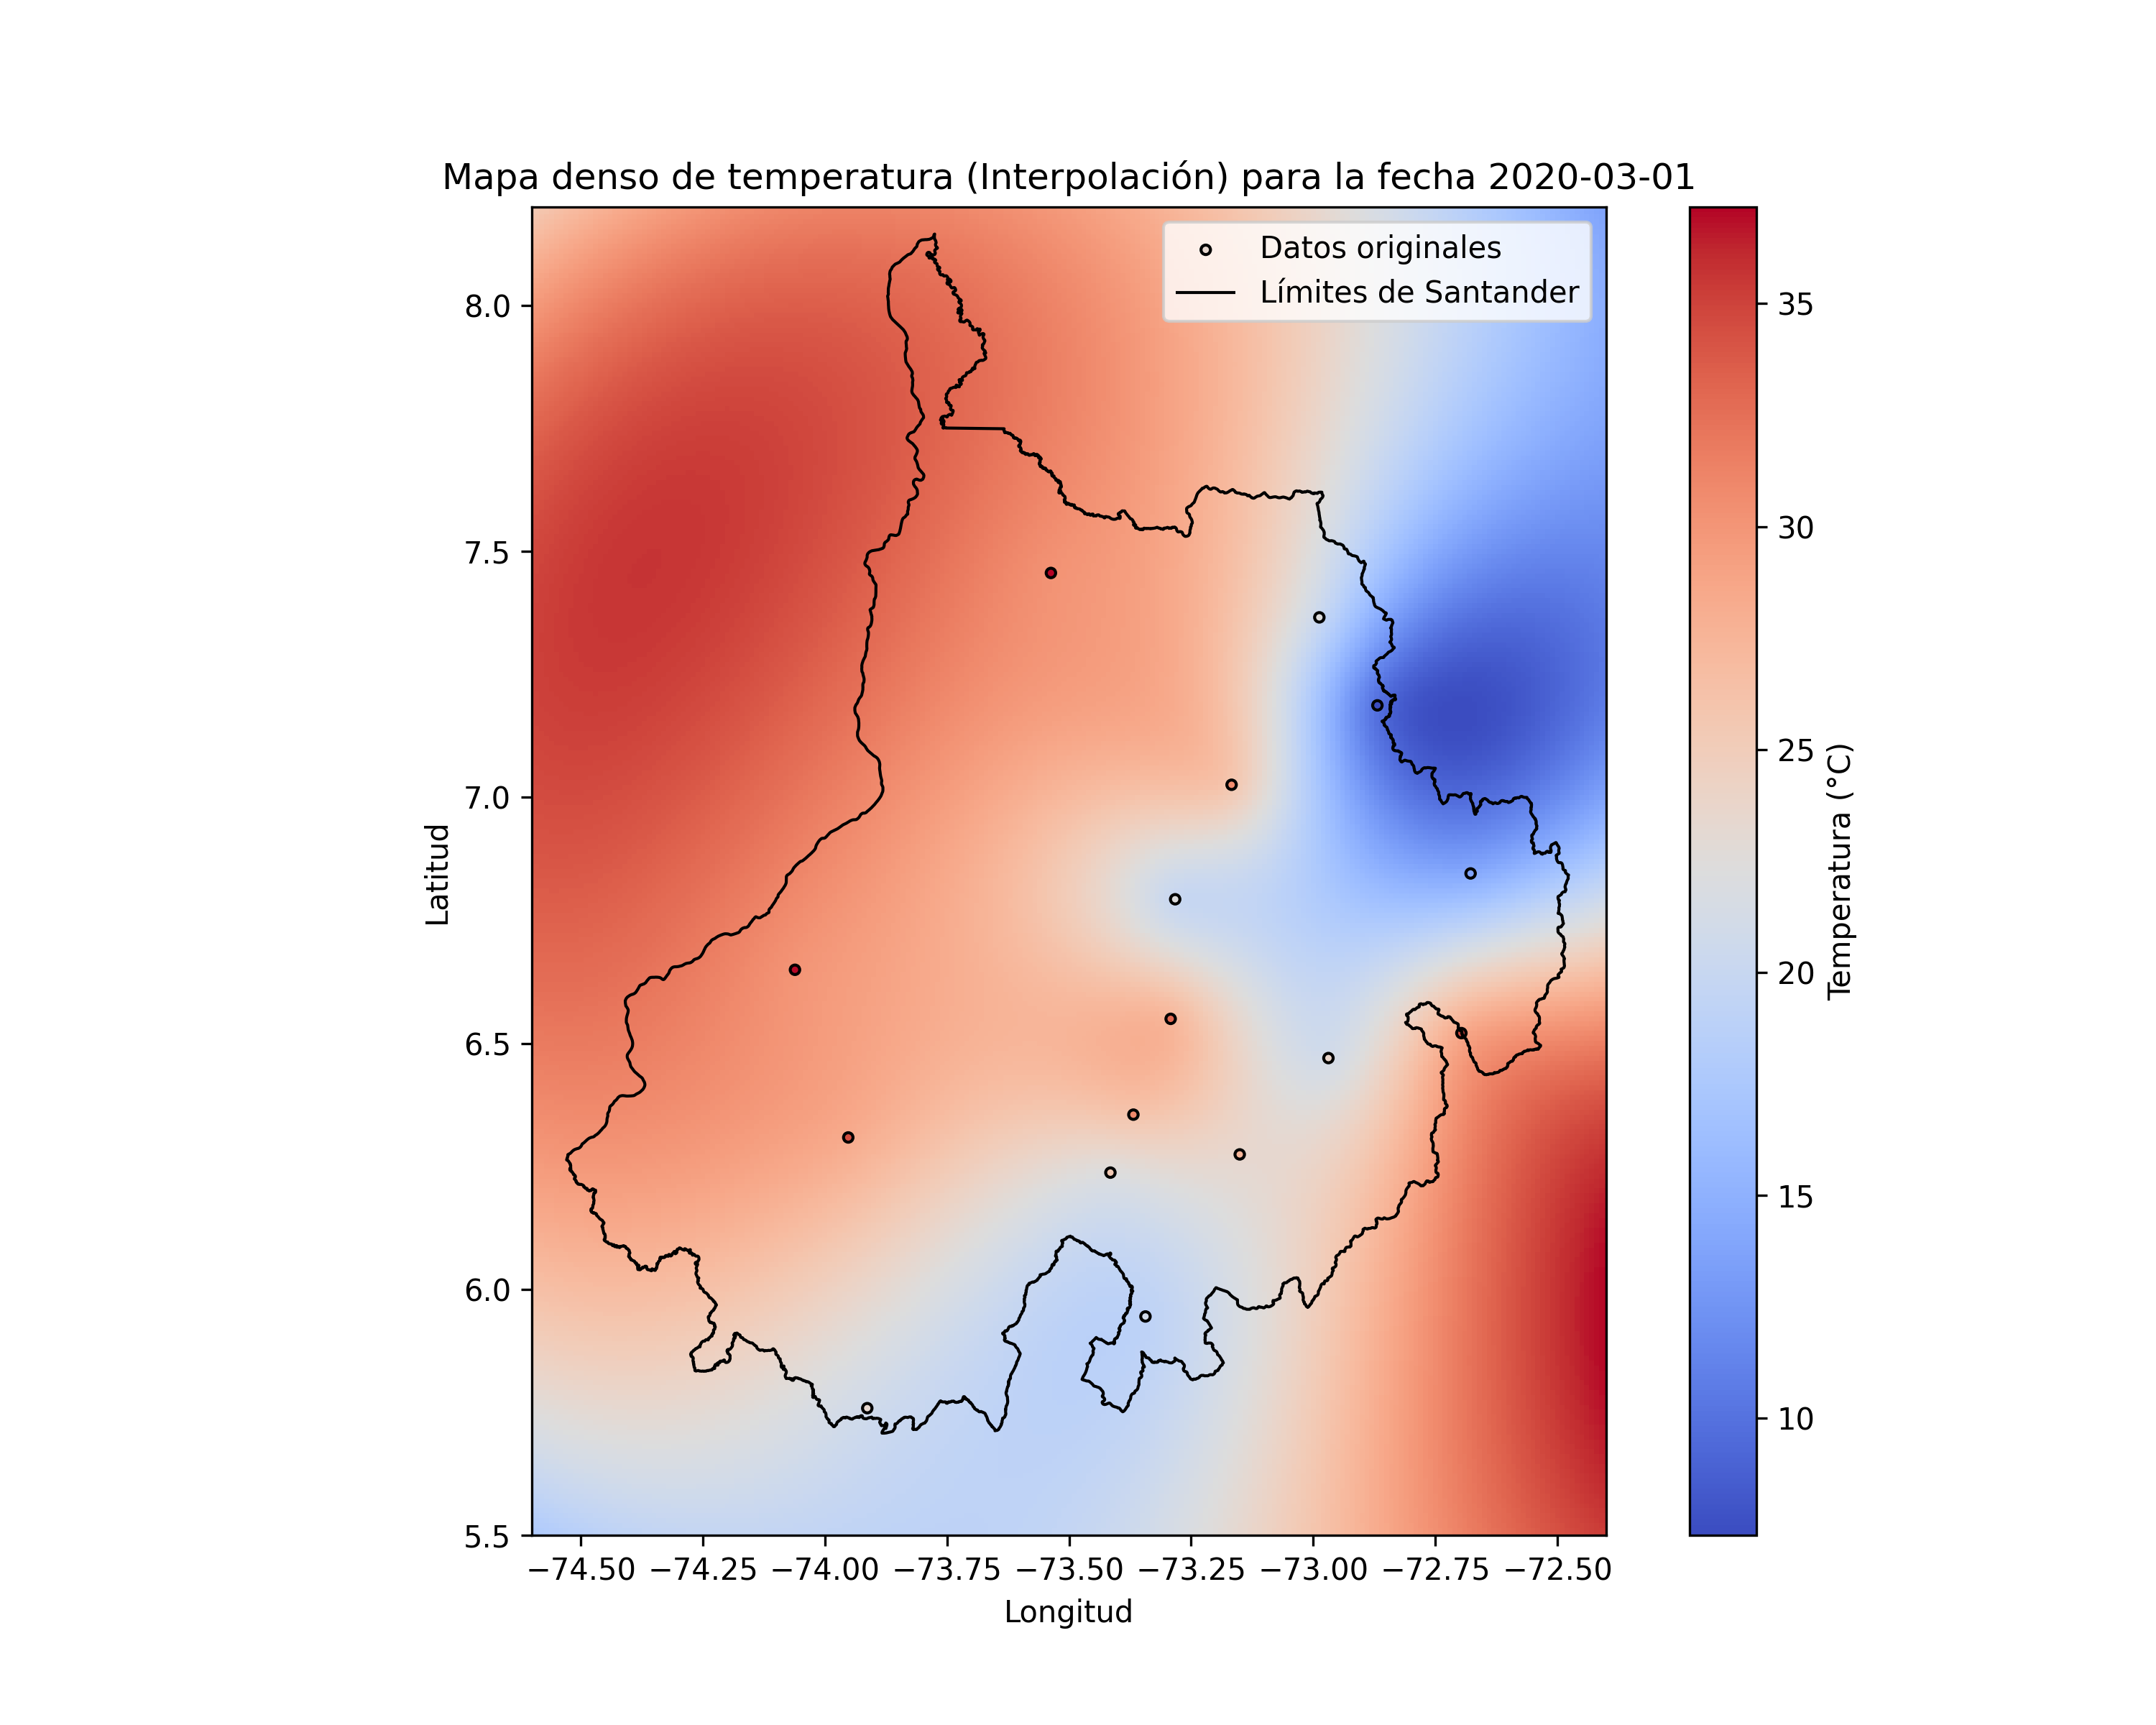 Mapa denso de temperatura (Interpolación) para la fecha 2020-03-01
Datos originales
Límites de Santander
8.0
7.5
7.0
6.5
6.0
5.5
Latitud
−74.50 −74.25 −74.00 −73.75 −73.50 −73.25 −73.00 −72.75 −72.50
Longitud
35
30
25
20
15
10
Temperatura (°C)